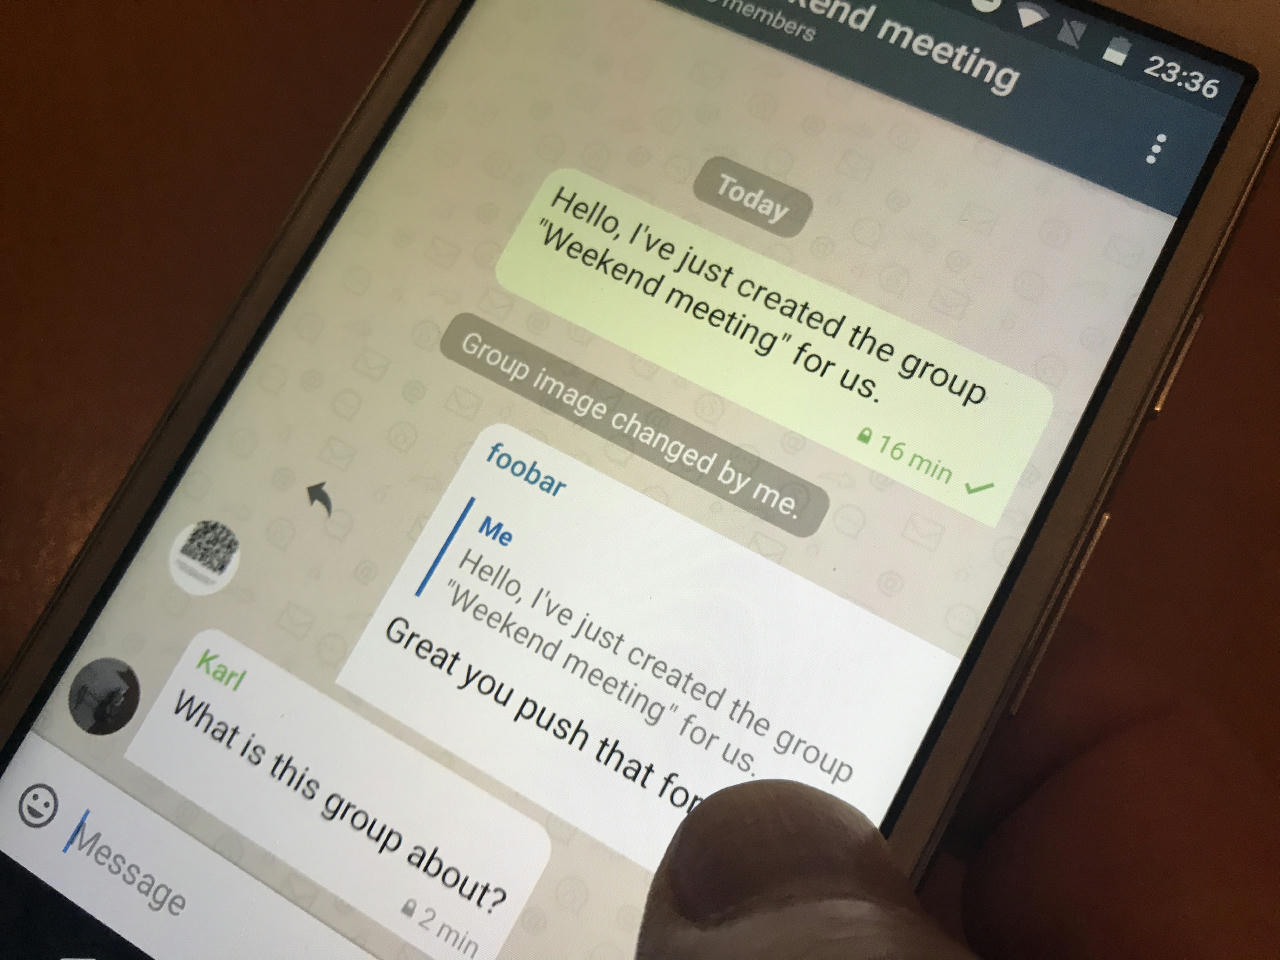 23:36
meeting
members
Today
Hello, I've just created the group
"Weekend meeting" for us.
16 min
Group image changed by me.
foobar
Me
Hello, I've just created the group
"Weekend meeting" for us.
Great you push that for
Karl
What is this group about?
2 min
Message